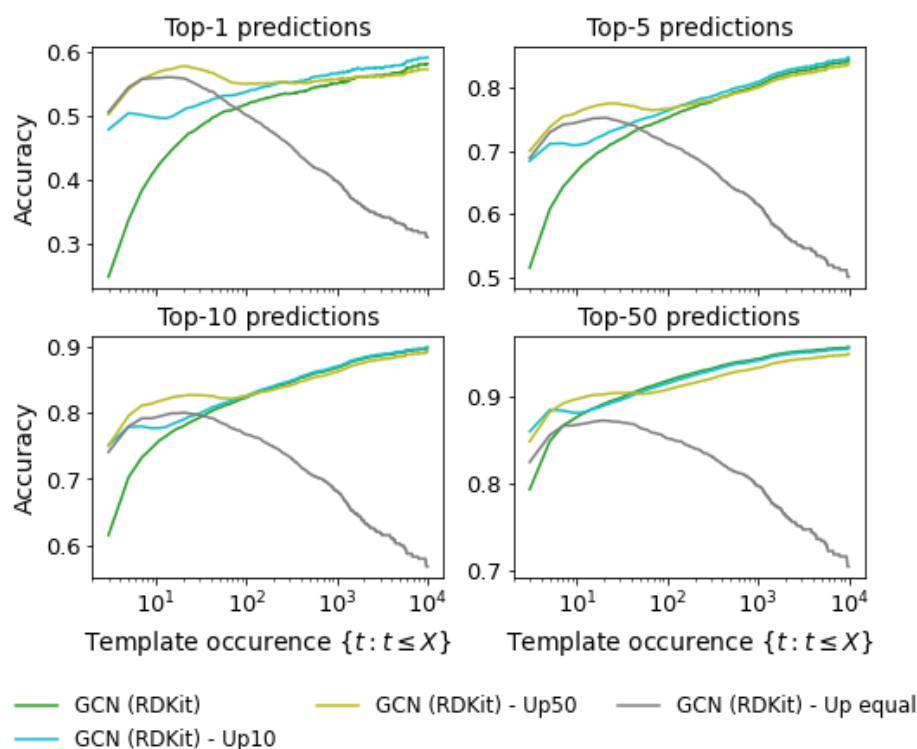 Top-1 predictions
Top-5 predictions
Accuracy
0.6
0.5
0.4
0.3
0.8
0.7
0.6
0.5
Top-10 predictions
Top-50 predictions
Accuracy
0.9
0.8
0.7
0.6
10¹ 10² 10³ 10⁴
0.9
0.8
0.7
10¹ 10² 10³ 10⁴
Template occurence {t : t ≤ X}
Template occurence {t : t ≤ X}
GCN (RDKit)
GCN (RDKit) - Up50
GCN (RDKit) - Up equal
GCN (RDKit) - Up10